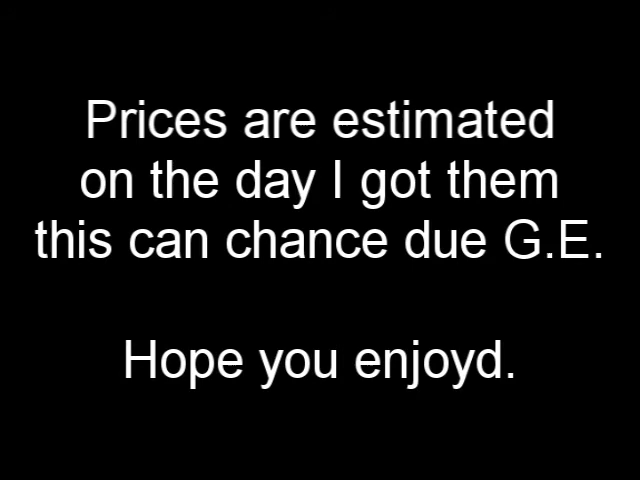 Prices are estimated
on the day I got them
this can chance due G.E.
Hope you enjoyd.